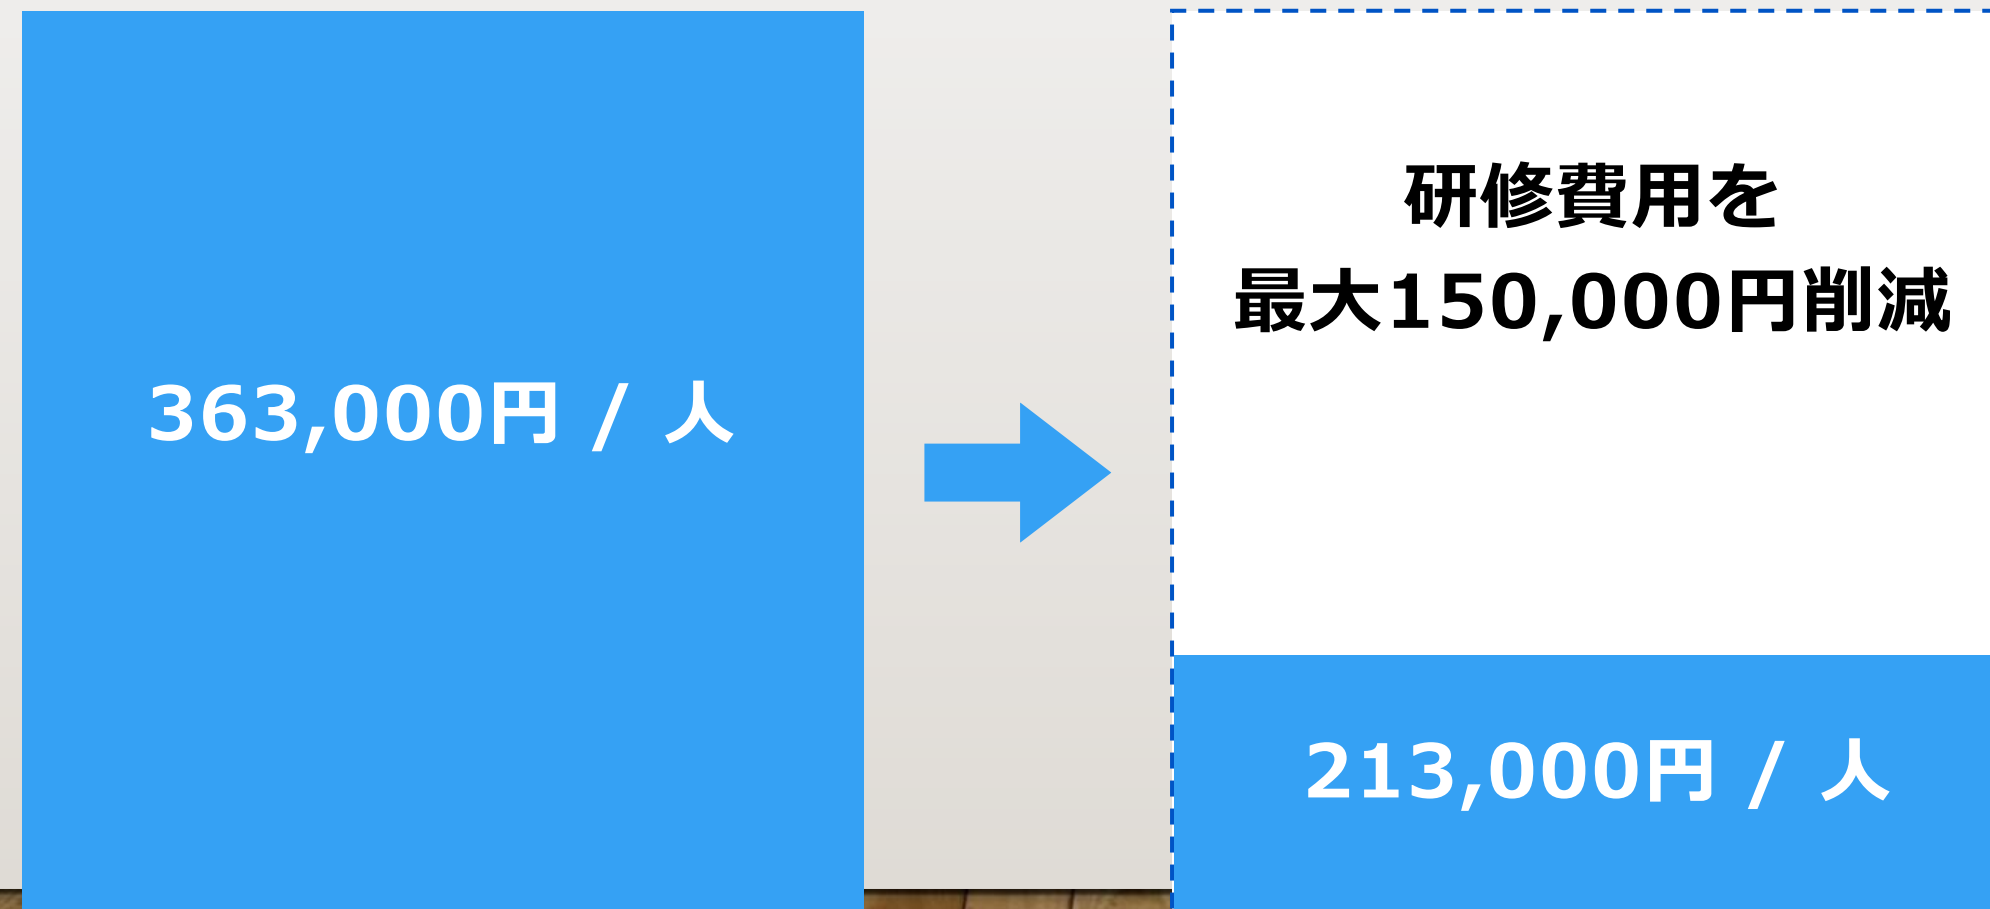 363,000円 / 人
研修費用を
最大150,000円削減
213,000円 / 人